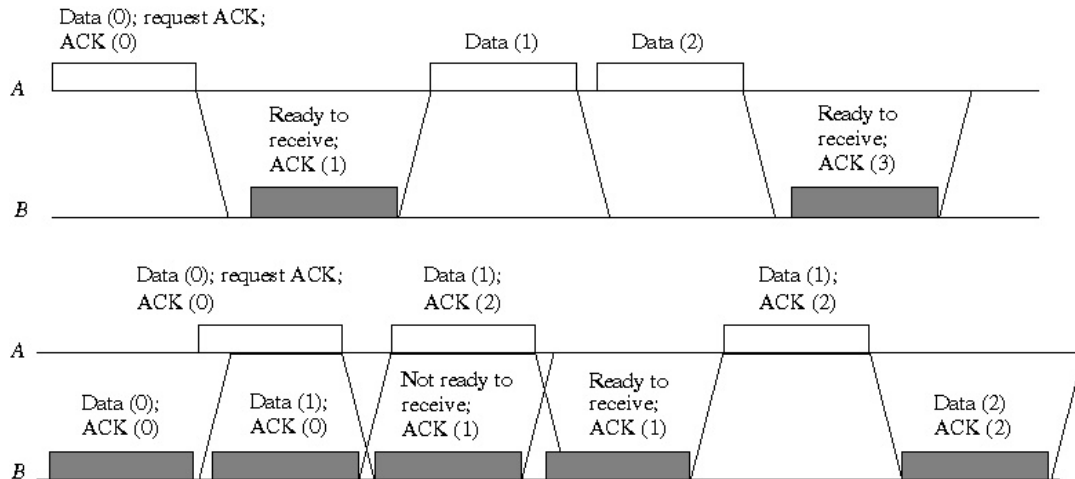 Data (0); request ACK;
ACK (0)
Data (1)
Data (2)
A
Ready to
receive;
ACK (1)
Ready to
receive;
ACK (3)
B
Data (0); request ACK;
ACK (0)
Data (1);
ACK (2)
Data (1);
ACK (2)
A
Data (0);
ACK (0)
Data (1);
ACK (0)
Not ready to
receive;
ACK (1)
Ready to
receive;
ACK (1)
Data (2)
ACK (2)
B